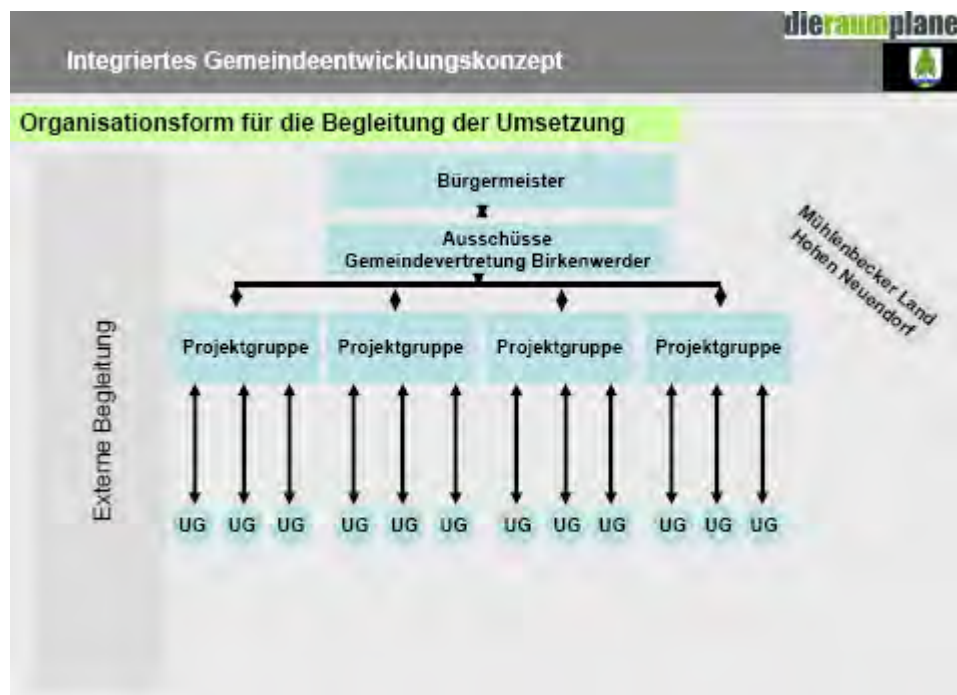 dieraumplane
Integriertes Gemeindeentwicklungskonzept
Organisationsform für die Begleitung der Umsetzung
Bürgermeister
Ausschüsse
Gemeindevertretung Birkenwerder
Mühlenbecker Land
Hohen Neuendorf
Externe Begleitung
Projektgruppe Projektgruppe Projektgruppe Projektgruppe
UG UG UG UG UG UG UG UG UG UG UG UG